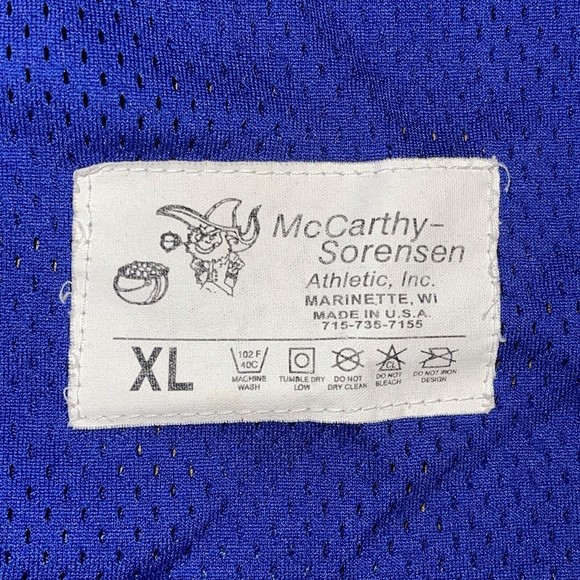 McCarthy-
Sorensen
Athletic, Inc.
MARINETTE, WI
MADE IN U.S.A.
715-735-7155
XL
102 F
40C
MACHINE
WASH
TUMBLE DRY
LOW
DO NOT
DRY CLEAN
CL
DO NOT
BLEACH
DO NOT IRON
DESIGN